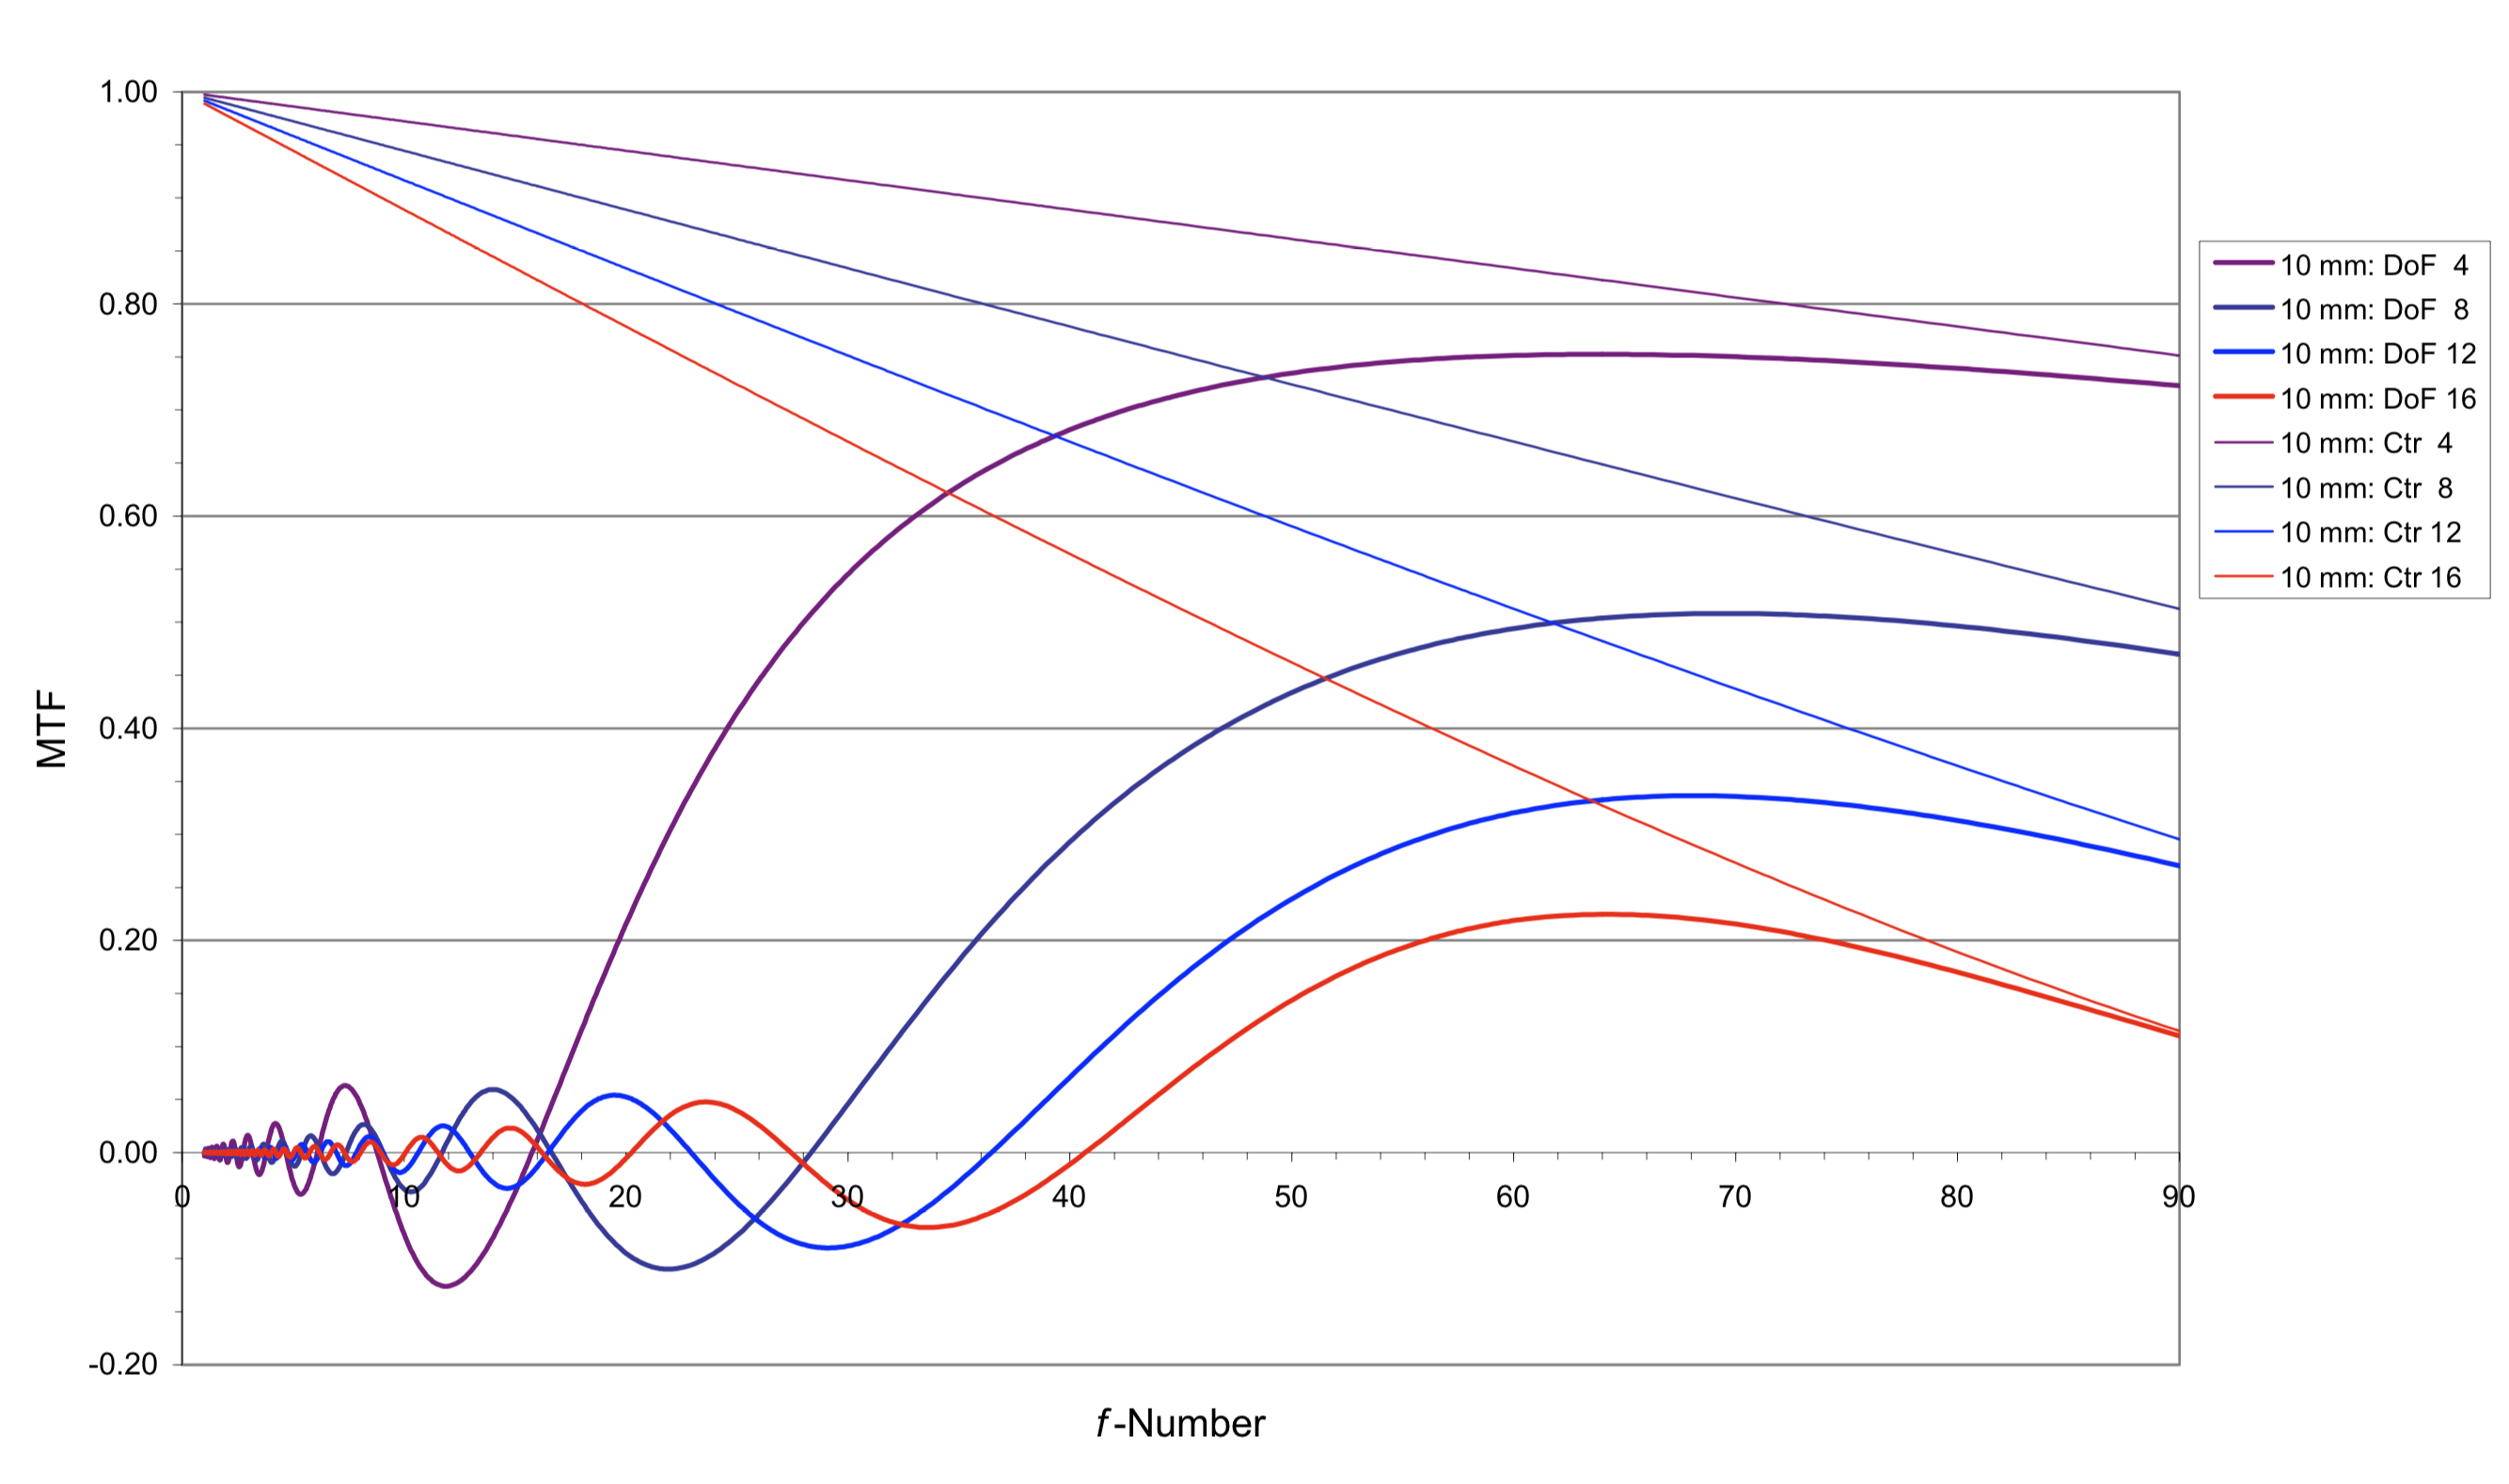 1.00
0.80
0.60
0.40
0.20
0.00
-0.20
MTF
0 10 20 30 40 50 60 70 80 90
f-Number
10 mm: DoF 4
10 mm: DoF 8
10 mm: DoF 12
10 mm: DoF 16
10 mm: Ctr 4
10 mm: Ctr 8
10 mm: Ctr 12
10 mm: Ctr 16